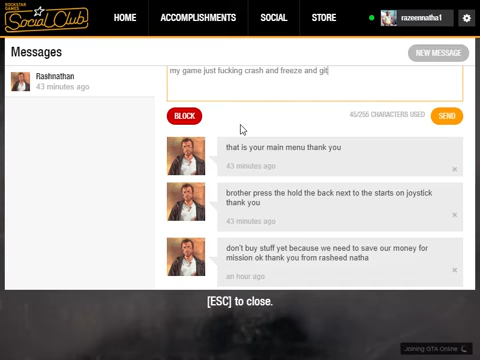 ROCKSTAR GAMES
Social Club
HOME
ACCOMPLISHMENTS
SOCIAL
STORE
razeennatha1
Messages
NEW MESSAGE
Rashnathan
43 minutes ago
my game just fucking crash and freeze and git
BLOCK
45/255 CHARACTERS USED
SEND
that is your main menu thank you
43 minutes ago
brother press the hold the back next to the starts on joystick
thank you
43 minutes ago
don't buy stuff yet because we need to save our money for
mission ok thank you from rasheed natha
an hour ago
[ESC] to close.
Joining GTA Online